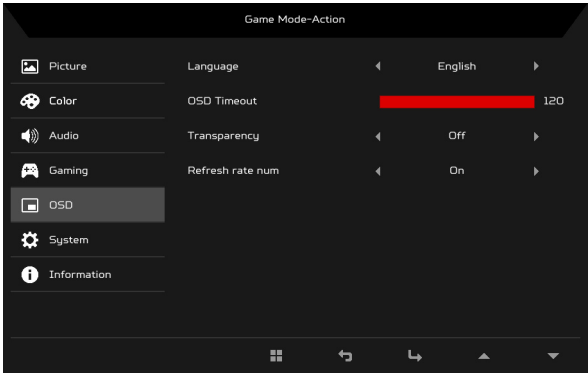 Game Mode-Action
Picture
Language English
Color
OSD Timeout 120
Audio
Transparency Off
Gaming
Refresh rate num On
OSD
System
Information